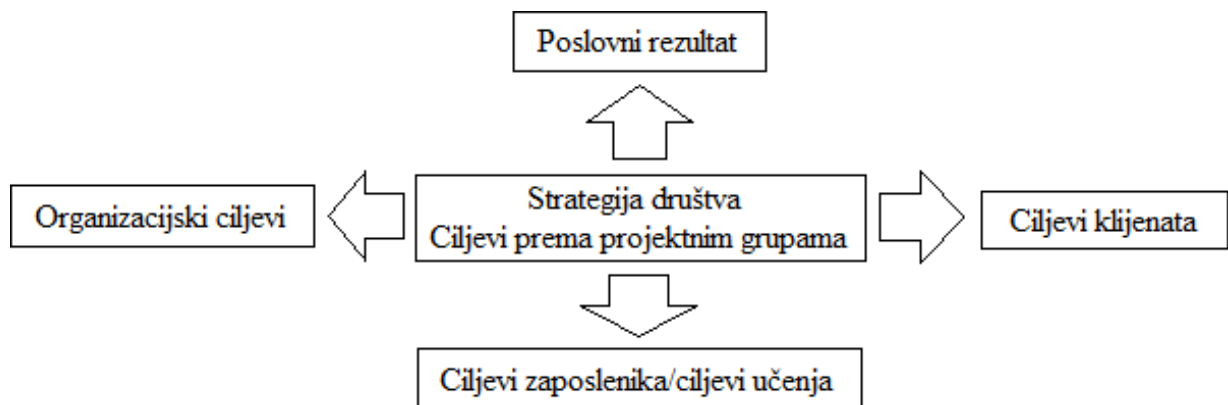 Poslovni rezultat
Organizacijski ciljevi
Strategija društva
Ciljevi prema projektnim grupama
Ciljevi klijenata
Ciljevi zaposlenika/ciljevi učenja